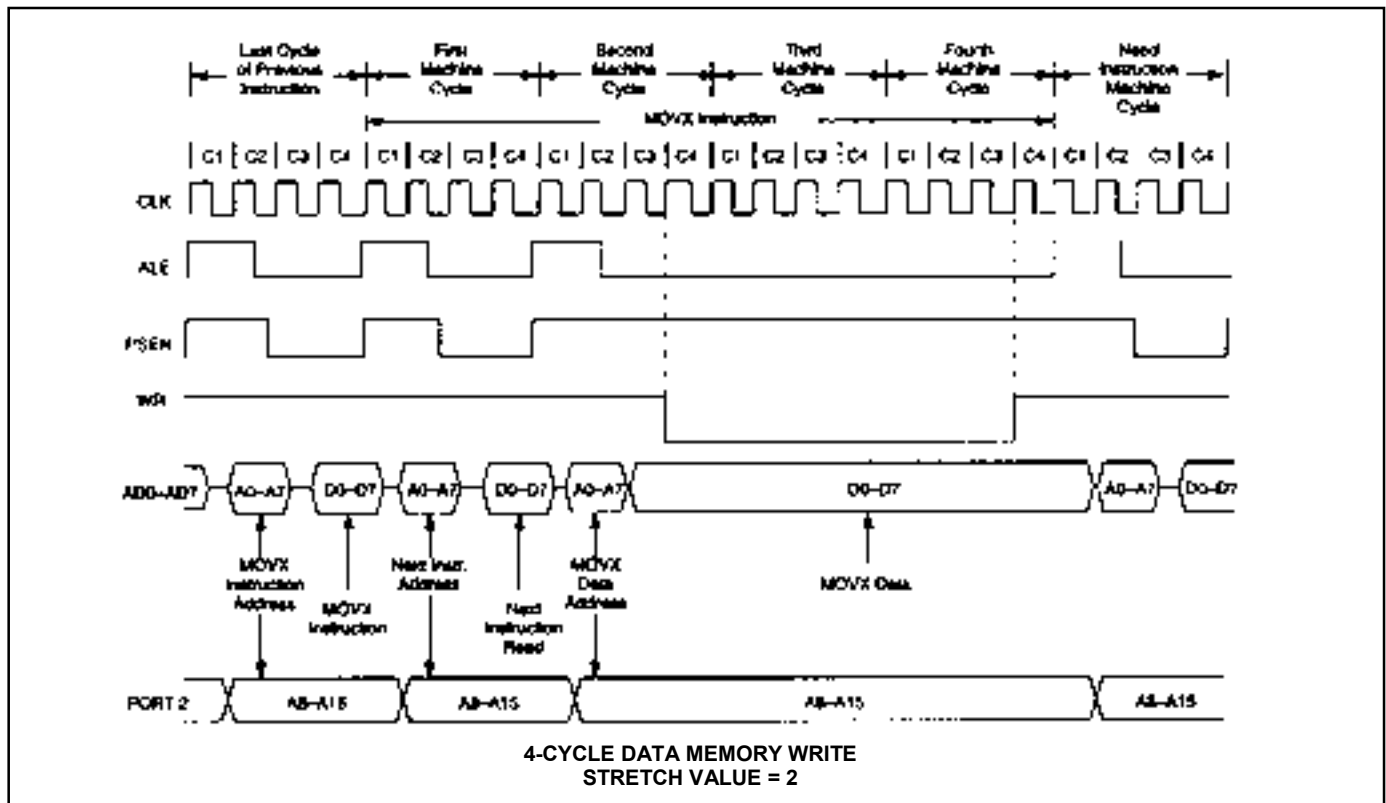 Last Cycle
of Previous
Instruction
First
Machine
Cycle
Second
Machine
Cycle
Third
Machine
Cycle
Fourth
Machine
Cycle
Need
Instruction
Machine
Cycle
MOVX Instruction
C1 C2 C3 C4 C1 C2 C3 C4 C1 C2 C3 C4 C1 C2 C3 C4 C1 C2 C3 C4 C1 C2 C3 C4
CLK
ALE
PSEN
WR
AD0–AD7 A0–A7 D0–D7 A0–A7 D0–D7 A0–A7 D0–D7 A0–A7 D0–D7
MOVX
Instruction
Address
MOVX
Instruction
Next Instr.
Address
Next
Instruction
Read
MOVX
Data
Address
MOVX Data
PORT 2 A8–A15 A8–A15 A8–A15 A8–A15
4-CYCLE DATA MEMORY WRITE
STRETCH VALUE = 2